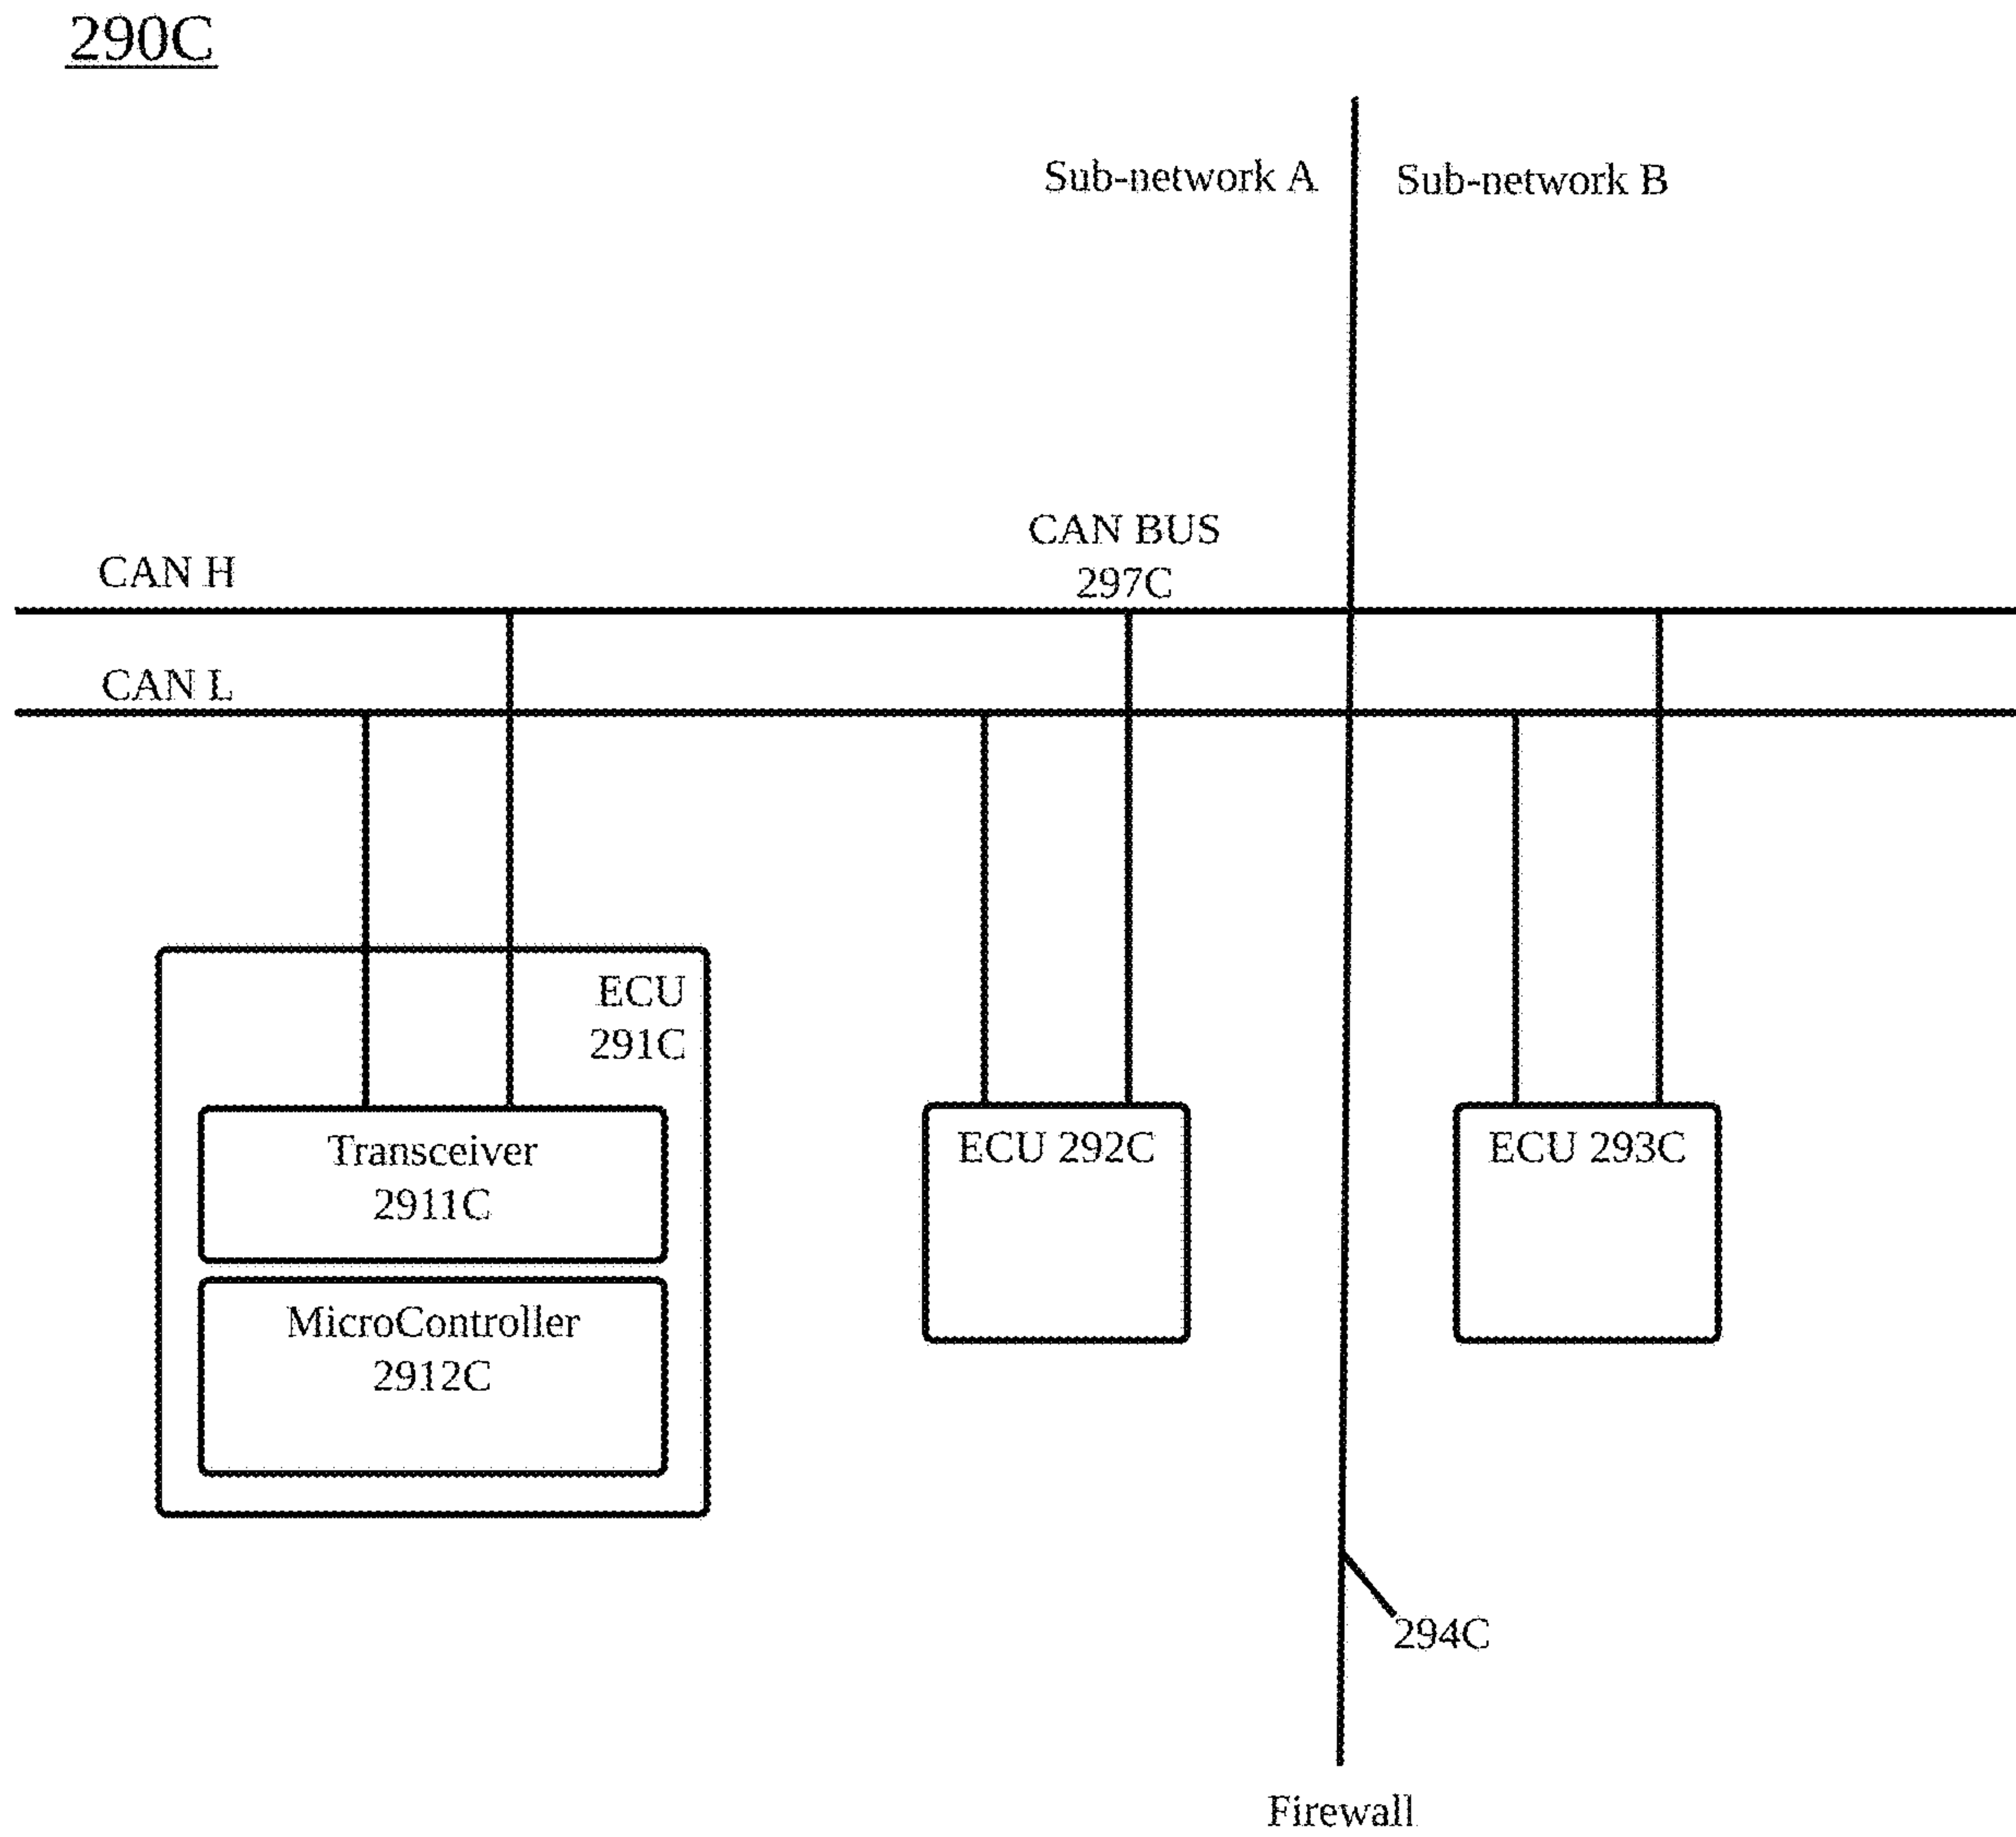 290C
Sub-network A
Sub-network B
CAN BUS
297C
CAN H
CAN L
ECU
291C
Transceiver
2911C
MicroController
2912C
ECU 292C
ECU 293C
294C
Firewall